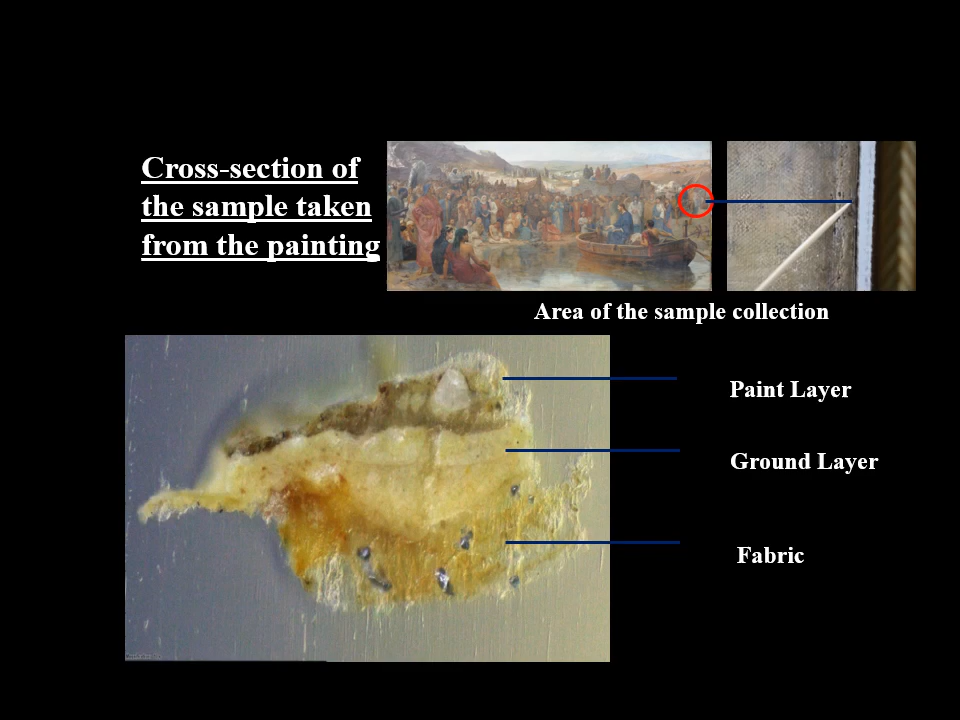 Cross-section of
the sample taken
from the painting
Area of the sample collection
Paint Layer
Ground Layer
Fabric